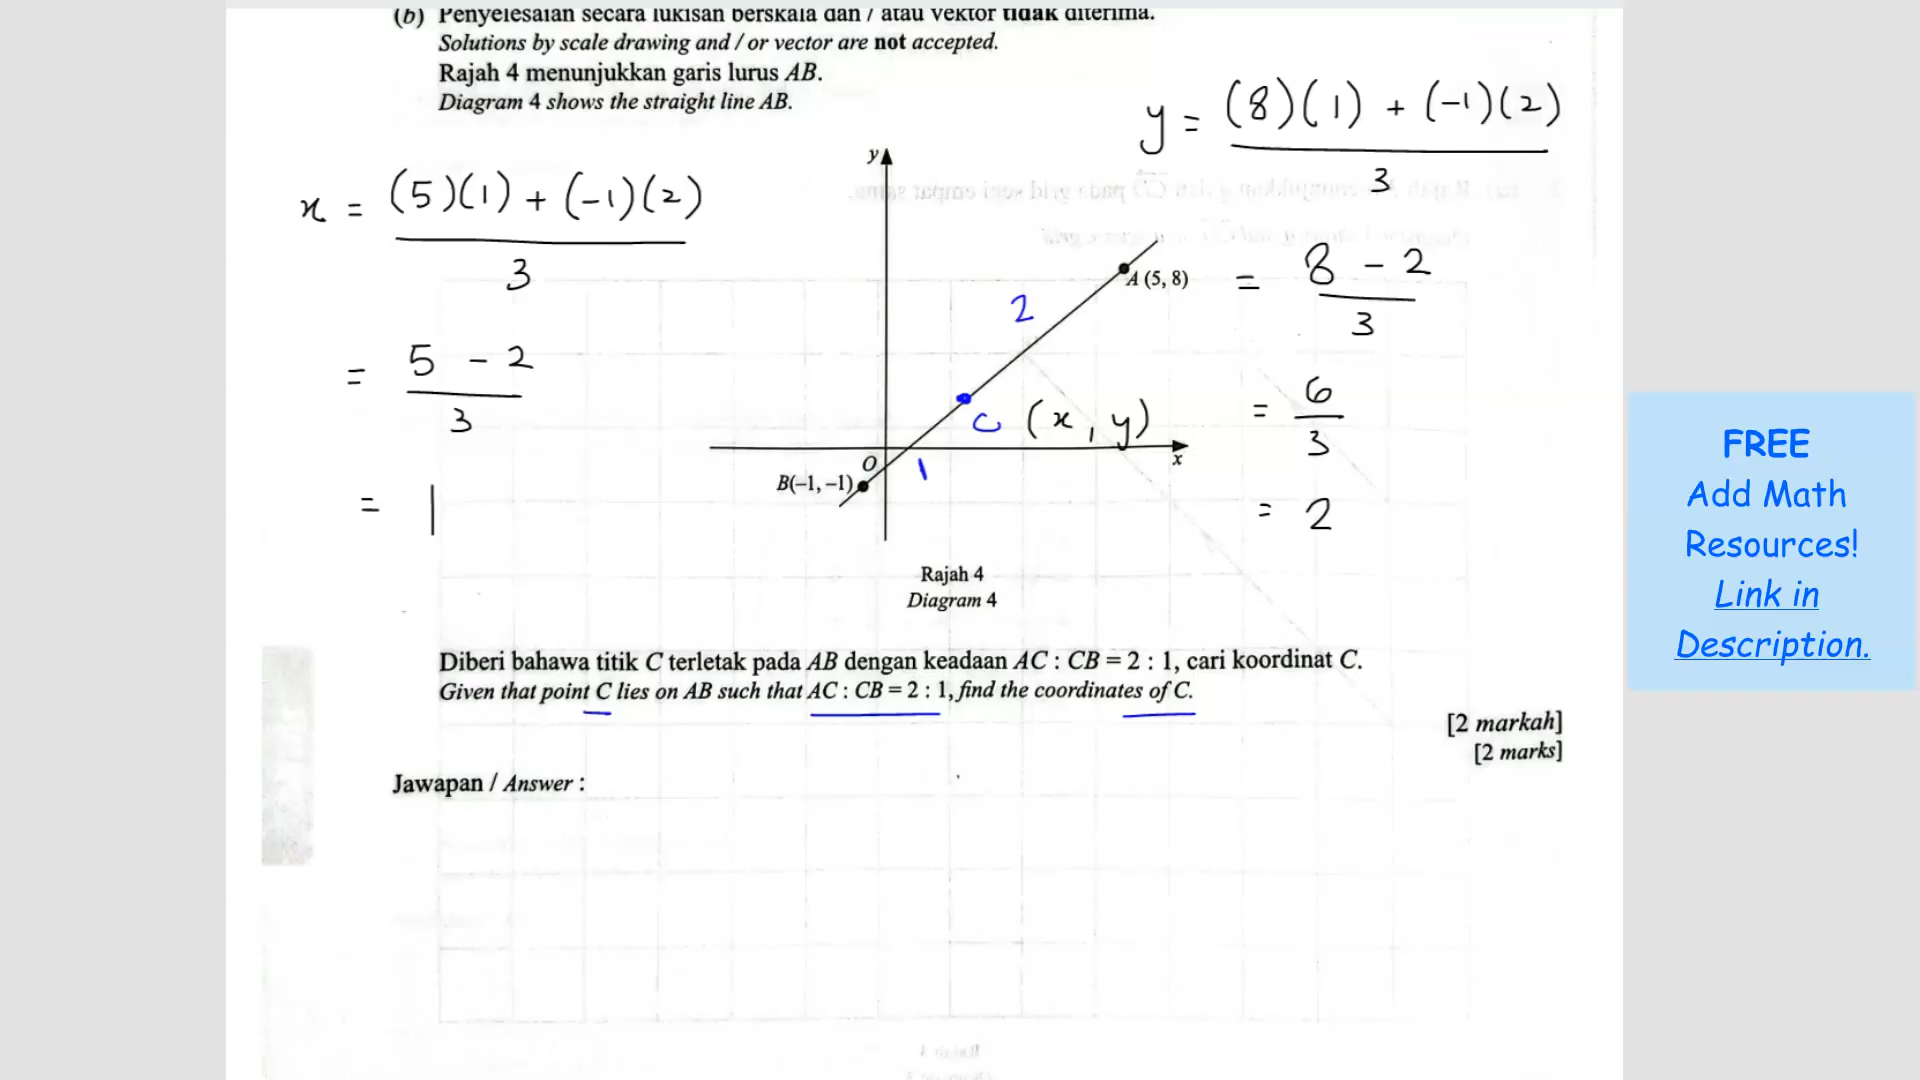 (b) Penyelesaian secara lukisan berskala dan / atau vektor tidak diterima.
Solutions by scale drawing and / or vector are not accepted.
Rajah 4 menunjukkan garis lurus AB.
Diagram 4 shows the straight line AB.
y = (8)(1) + (-1)(2)
3
= 8 - 2
3
= 6
3
= 2
x = (5)(1) + (-1)(2)
3
= 5 - 2
3
= 1
y
A (5, 8)
2
C (x, y)
O
1
x
B(–1, –1)
Rajah 4
Diagram 4
Diberi bahawa titik C terletak pada AB dengan keadaan AC : CB = 2 : 1, cari koordinat C.
Given that point C lies on AB such that AC : CB = 2 : 1, find the coordinates of C.
[2 markah]
[2 marks]
Jawapan / Answer :
FREE
Add Math
Resources!
Link in
Description.